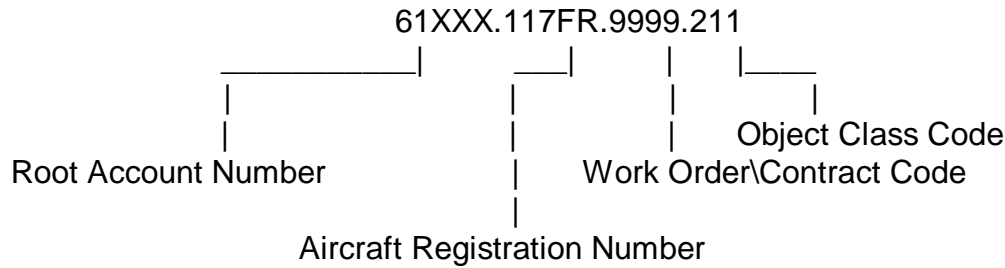 61XXX.117FR.9999.211
Object Class Code
Root Account Number Work Order\Contract Code
Aircraft Registration Number